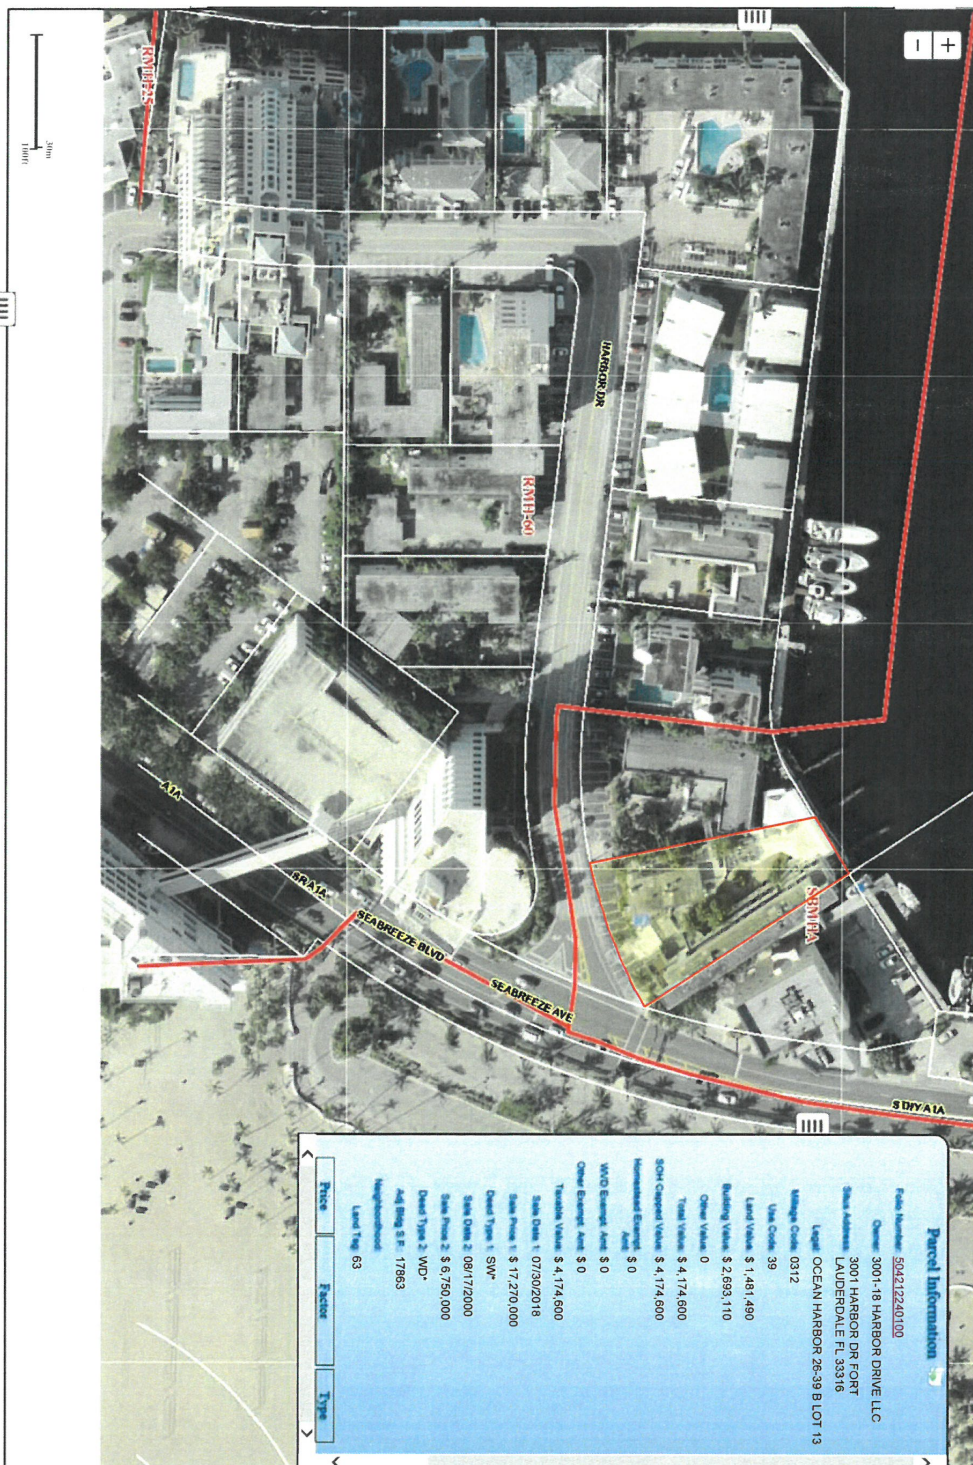 +
-
30m
100ft
RMH-25
HARBOR DR
RMH-60
SBMHA
A1A
SR A1A
SEABREEZE BLVD
SEABREEZE AVE
Parcel Information
Folio Number: 504212240100
Owner: 3001-18 HARBOR DRIVE LLC
Situs Address: 3001 HARBOR DR FORT
LAUDERDALE FL 33316
Legal: OCEAN HARBOR 26-39 B LOT 13
Millage Code: 0312
Use Code: 39
Land Value: $ 1,481,490
Building Value: $ 2,693,110
Other Value: 0
Total Value: $ 4,174,600
SOH Capped Value: $ 4,174,600
Homestead Exempt
Amt: $ 0
WVD Exempt Amt: $ 0
Other Exempt Amt: $ 0
Taxable Value: $ 4,174,600
Sale Date 1: 07/30/2018
Sale Price 1: $ 17,270,000
Deed Type 1: SW*
Sale Date 2: 08/17/2000
Sale Price 2: $ 6,750,000
Deed Type 2: WD*
Adj Bldg S.F.: 17863
Neighborhood:
Land Tag: 63
Price Factor Type